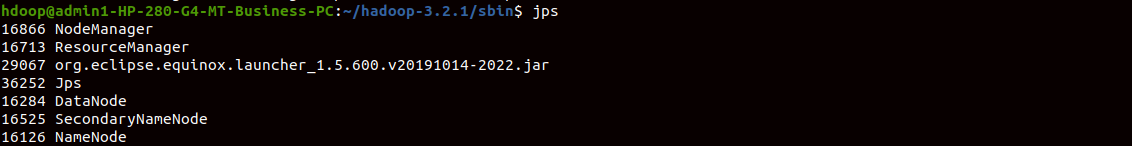 hdoop@admin1-HP-280-G4-MT-Business-PC:~/hadoop-3.2.1/sbin$ jps
16866 NodeManager
16713 ResourceManager
29067 org.eclipse.equinox.launcher_1.5.600.v20191014-2022.jar
36252 Jps
16284 DataNode
16525 SecondaryNameNode
16126 NameNode